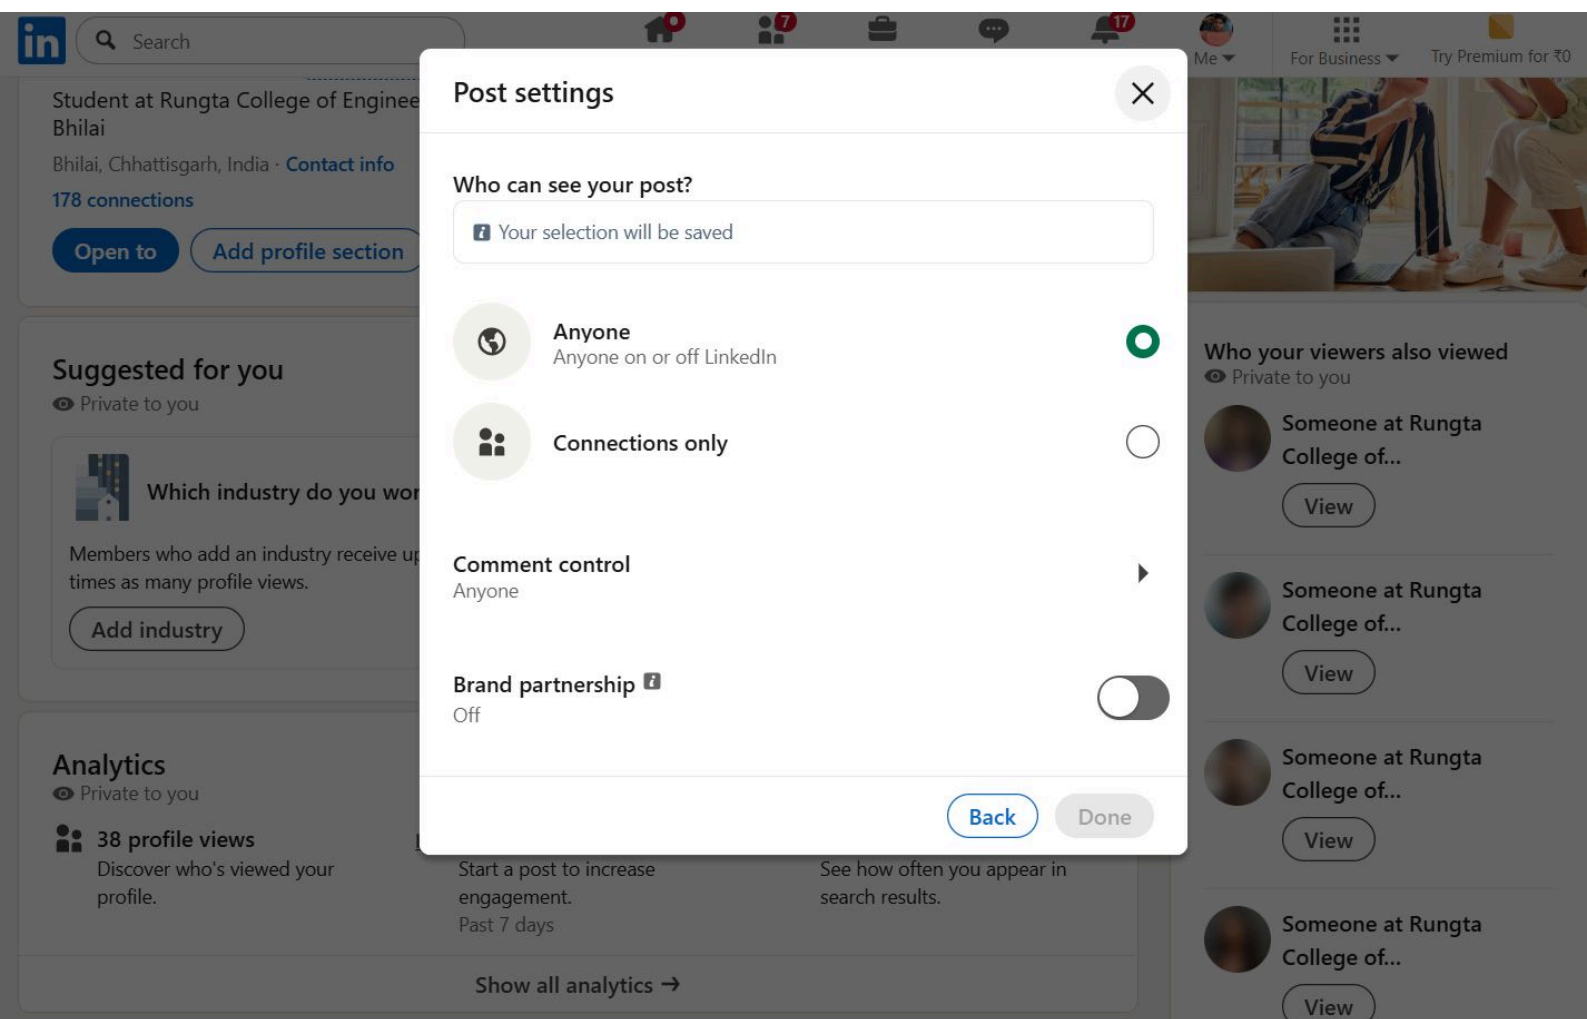 in
Search
0
7
17
Me
For Business
Try Premium for ₹0
Student at Rungta College of Enginee
Bhilai
Bhilai, Chhattisgarh, India · Contact info
178 connections
Open to
Add profile section
Suggested for you
Private to you
Which industry do you wor
Members who add an industry receive up
times as many profile views.
Add industry
Analytics
Private to you
38 profile views
Discover who's viewed your
profile.
Start a post to increase
engagement.
Past 7 days
See how often you appear in
search results.
Show all analytics →
Post settings
Who can see your post?
Your selection will be saved
Anyone
Anyone on or off LinkedIn
Connections only
Comment control
Anyone
Brand partnership
Off
Back
Done
Who your viewers also viewed
Private to you
Someone at Rungta
College of...
View
Someone at Rungta
College of...
View
Someone at Rungta
College of...
View
Someone at Rungta
College of...
View